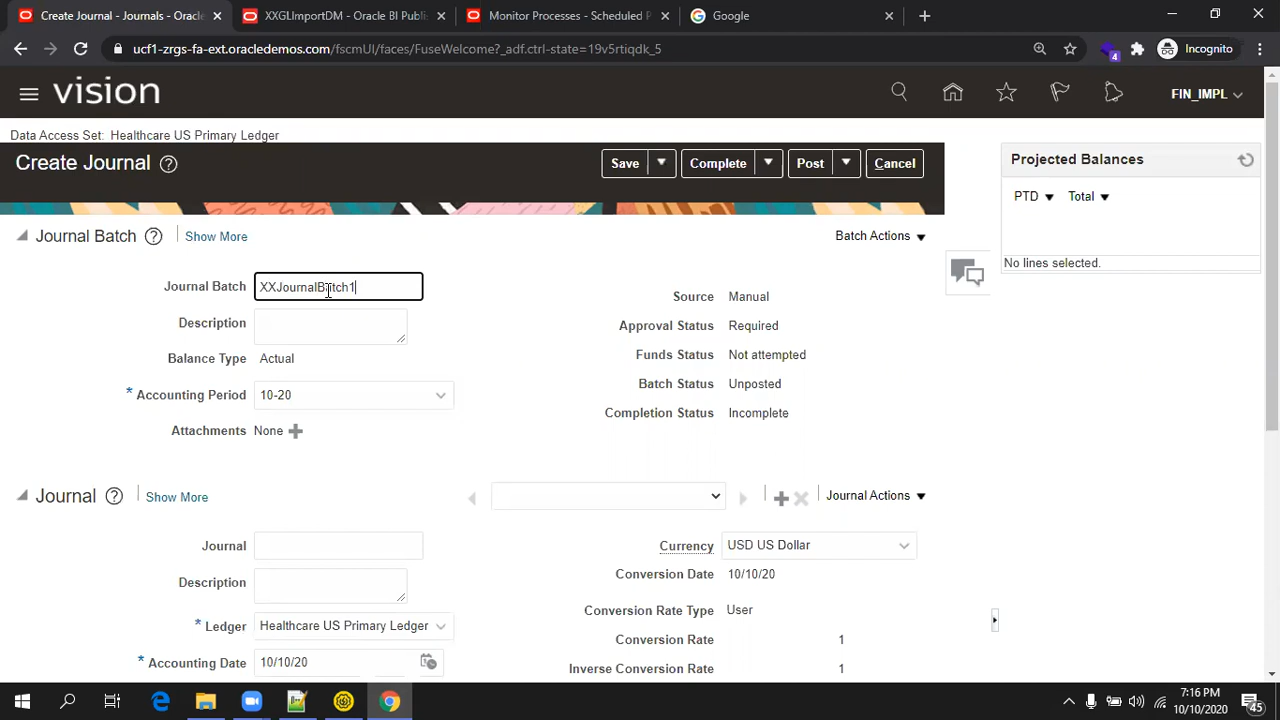 Create Journal - Journals - Oracl
XXGLImportDM - Oracle BI Publis
Monitor Processes - Scheduled P
Google
ucf1-zrgs-fa-ext.oracledemos.com/fscmUI/faces/FuseWelcome?_adf.ctrl-state=19v5rtiqdk_5
4
Incognito
vision
FIN_IMPL
Data Access Set: Healthcare US Primary Ledger
Create Journal
Save
Complete
Post
Cancel
Projected Balances
PTD
Total
No lines selected.
Journal Batch
Show More
Batch Actions
Journal Batch XXJournalBatch1
Description
Balance Type Actual
* Accounting Period 10-20
Attachments None
Source Manual
Approval Status Required
Funds Status Not attempted
Batch Status Unposted
Completion Status Incomplete
Journal
Show More
Journal Actions
Journal
Description
* Ledger Healthcare US Primary Ledger
* Accounting Date 10/10/20
Currency USD US Dollar
Conversion Date 10/10/20
Conversion Rate Type User
Conversion Rate 1
Inverse Conversion Rate 1
7:16 PM
10/10/2020
45